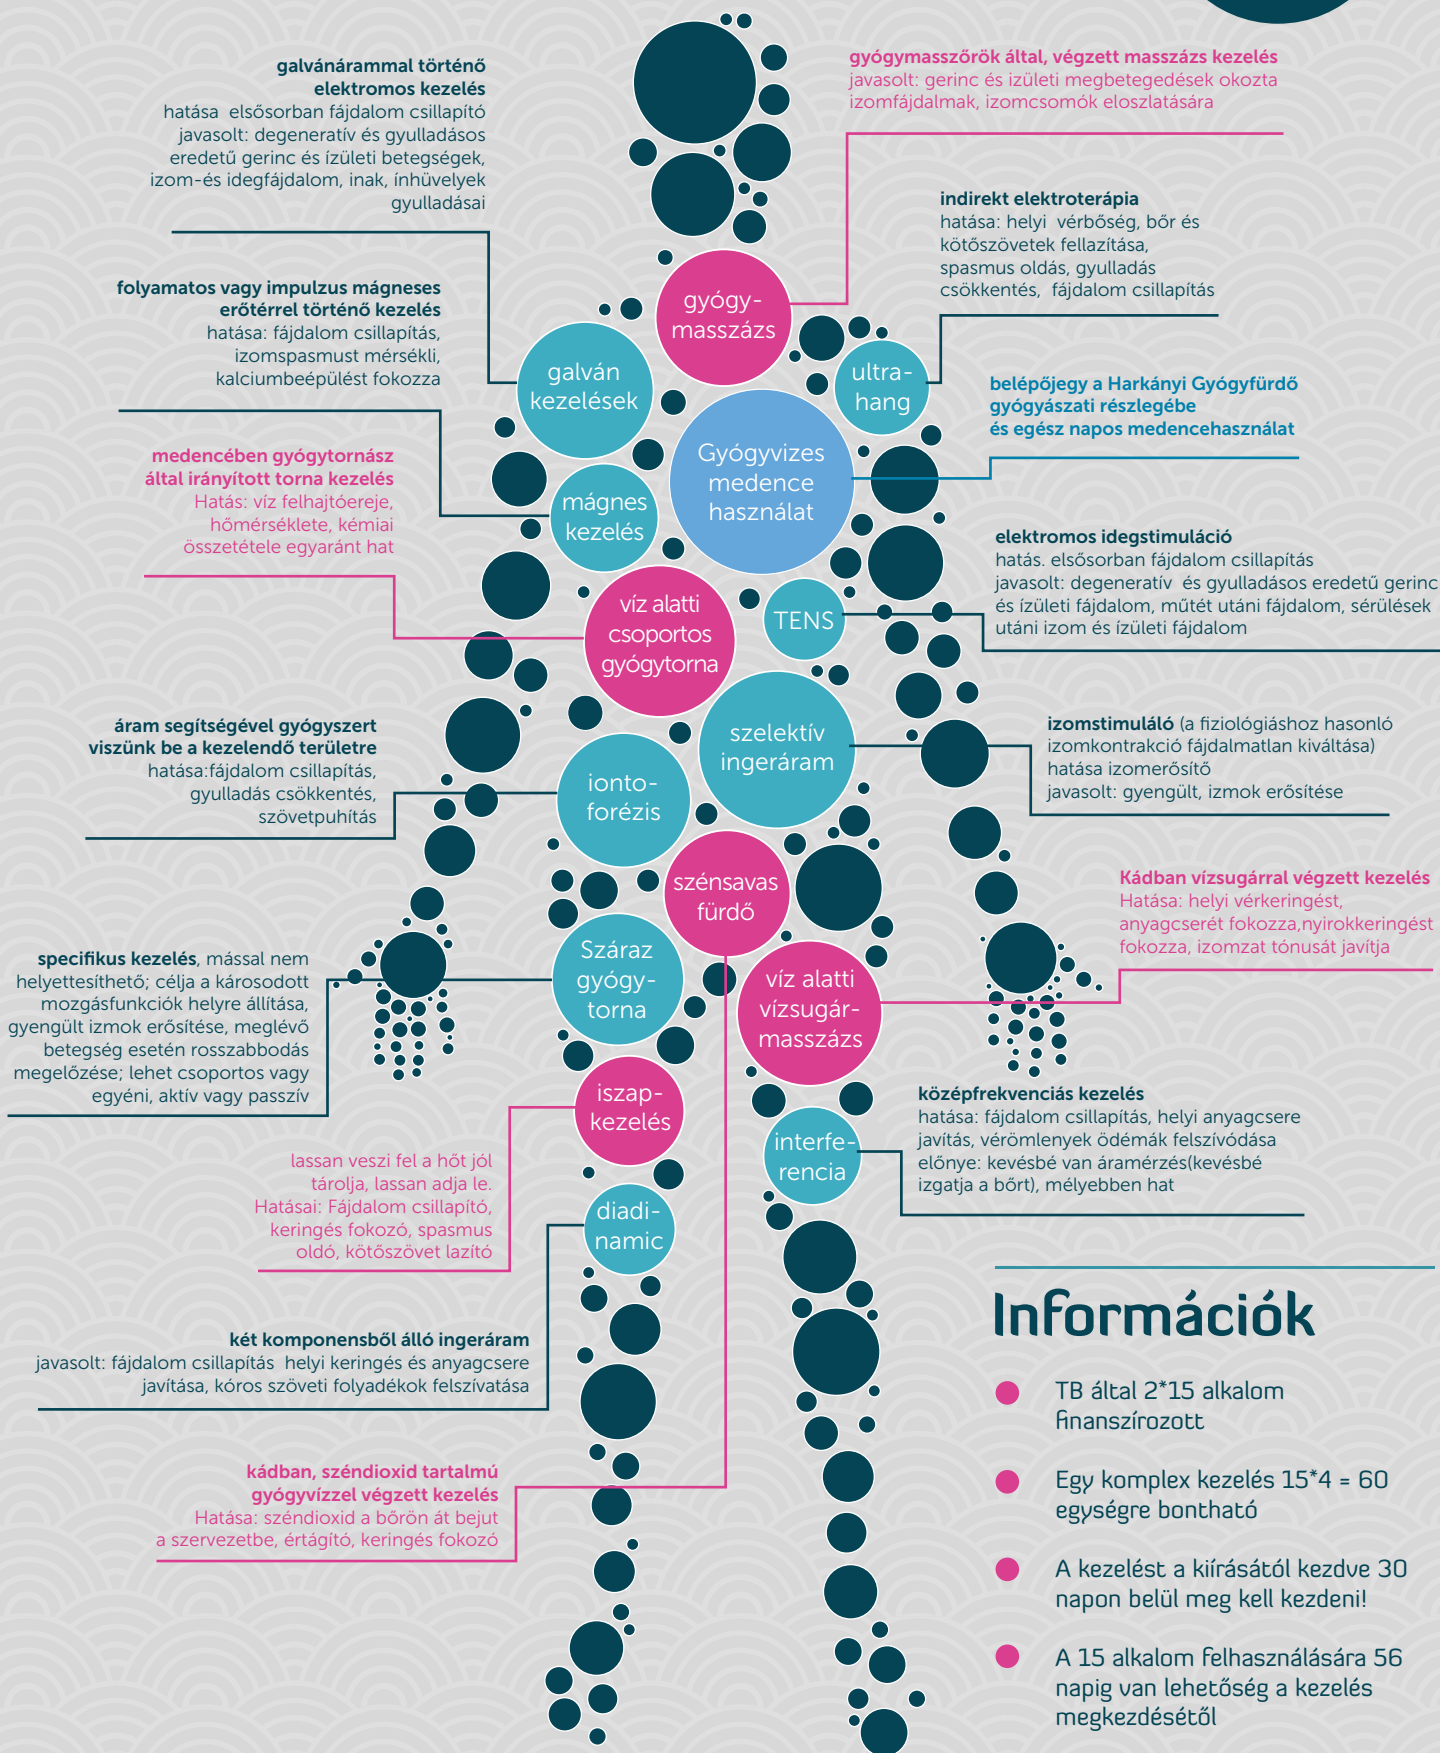 galvánárammal történő
elektromos kezelés
hatása  elsősorban fájdalom csillapító
javasolt: degeneratív és gyulladásos
eredetű gerinc és ízületi betegségek,
izom-és idegfájdalom, inak, ínhüvelyek
gyulladásai
gyógymasszőrök által, végzett masszázs kezelés
javasolt: gerinc és izületi megbetegedések okozta
izomfájdalmak, izomcsomók eloszlatására
indirekt elektroterápia
hatása: helyi  vérbőség, bőr és
kötőszövetek fellazítása,
spasmus oldás, gyulladás
csökkentés,  fájdalom csillapítás
folyamatos vagy impulzus mágneses
erőtérrel történő kezelés
hatása: fájdalom csillapítás,
izomspasmust mérsékli,
kalciumbeépülést fokozza
gyógy-
masszázs
galván
kezelések
ultra-
hang
belépőjegy a Harkányi Gyógyfürdő
gyógyászati részlegébe
és egész napos medencehasználat
medencében gyógytornász
által irányított torna kezelés
Hatás: víz felhajtóereje,
hőmérséklete, kémiai
összetétele egyaránt hat
Gyógyvizes
medence
használat
mágnes
kezelés
elektromos idegstimuláció
hatás. elsősorban fájdalom csillapítás
javasolt: degeneratív  és gyulladásos eredetű gerinc
és ízületi fájdalom, műtét utáni fájdalom, sérülések
utáni izom és ízületi fájdalom
víz alatti
csoportos
gyógytorna
TENS
áram segítségével gyógyszert
viszünk be a kezelendő területre
hatása:fájdalom csillapítás,
gyulladás csökkentés,
szövetpuhítás
szelektív
ingeráram
izomstimuláló (a fiziológiáshoz hasonló
izomkontrakció fájdalmatlan kiváltása)
hatása izomerősítő
javasolt: gyengült, izmok erősítése
ionto-
forézis
szénsavas
fürdő
Kádban vízsugárral végzett kezelés
Hatása: helyi vérkeringést,
anyagcserét fokozza,nyirokkeringést
fokozza, izomzat tónusát javítja
specifikus kezelés, mással nem
helyettesíthető; célja a károsodott
mozgásfunkciók helyre állítása,
gyengült izmok erősítése, meglévő
betegség esetén rosszabbodás
megelőzése; lehet csoportos vagy
egyéni, aktív vagy passzív
Száraz
gyógy-
torna
víz alatti
vízsugár-
masszázs
iszap-
kezelés
középfrekvenciás kezelés
hatása: fájdalom csillapítás, helyi anyagcsere
javítás, vérömlenyek ödémák felszívódása
előnye: kevésbé van áramérzés(kevésbé
izgatja a bőrt), mélyebben hat
interfe-
rencia
lassan veszi fel a hőt jól
tárolja, lassan adja le.
Hatásai: Fájdalom csillapító,
keringés fokozó, spasmus
oldó, kötőszövet lazító
diadi-
namic
két komponensből álló ingeráram
javasolt: fájdalom csillapítás  helyi keringés és anyagcsere
javítása, kóros szöveti folyadékok felszívatása
kádban, széndioxid tartalmú
gyógyvízzel végzett kezelés
Hatása: széndioxid a bőrön át bejut
a szervezetbe, értágító, keringés fokozó
Információk
TB által 2*15 alkalom
finanszírozott
Egy komplex kezelés 15*4 = 60
egységre bontható
A kezelést a kiírásától kezdve 30
napon belül meg kell kezdeni!
A 15 alkalom felhasználására 56
napig van lehetőség a kezelés
megkezdésétől